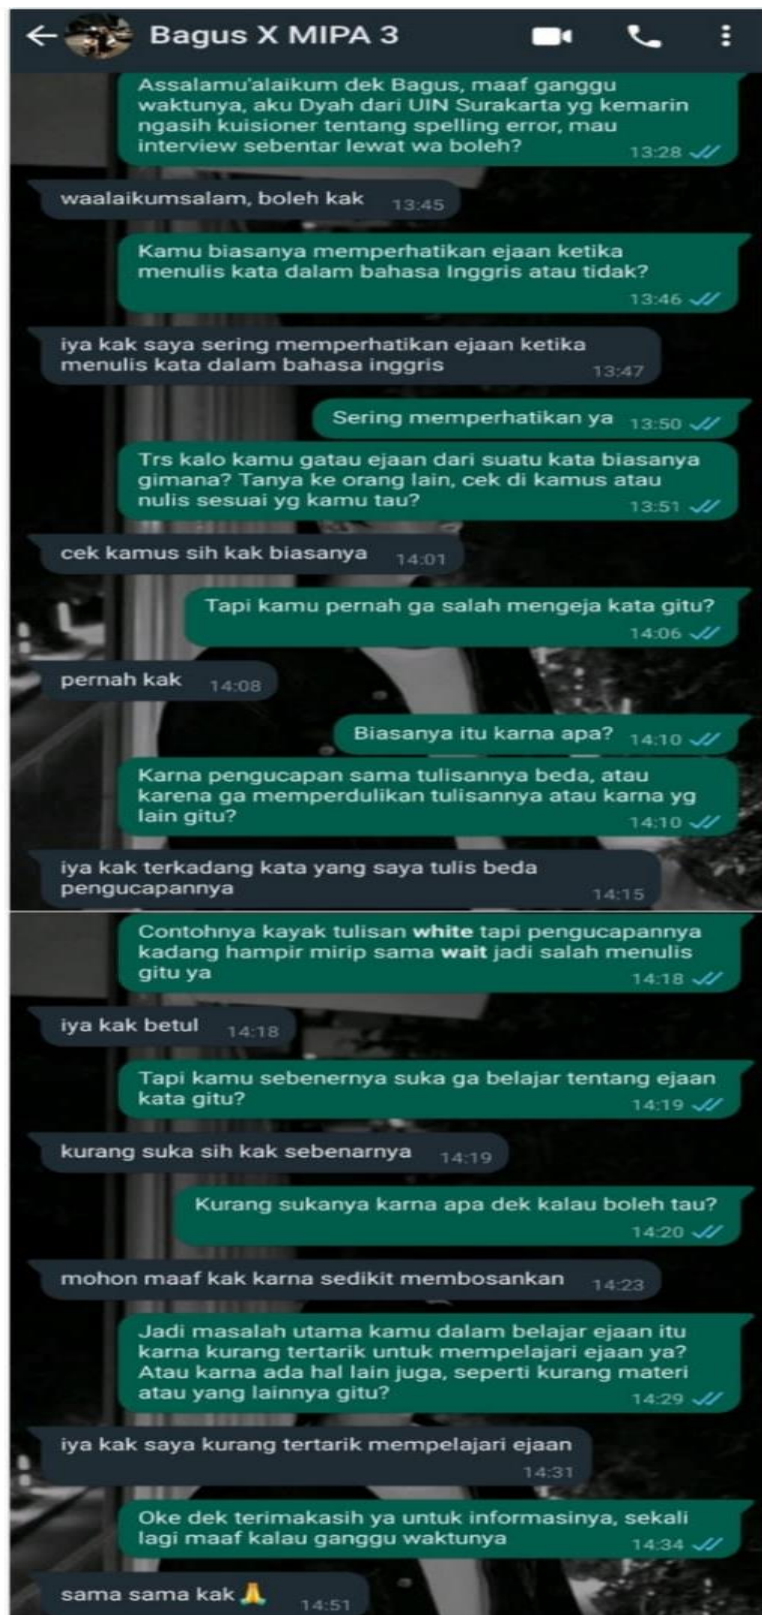 Bagus X MIPA 3
Assalamu'alaikum dek Bagus, maaf ganggu
waktunya, aku Dyah dari UIN Surakarta yg kemarin
ngasih kuisioner tentang spelling error, mau
interview sebentar lewat wa boleh?
13:28
waalaikumsalam, boleh kak 13:45
Kamu biasanya memperhatikan ejaan ketika
menulis kata dalam bahasa Inggris atau tidak?
13:46
iya kak saya sering memperhatikan ejaan ketika
menulis kata dalam bahasa inggris
13:47
Sering memperhatikan ya 13:50
Trs kalo kamu gatau ejaan dari suatu kata biasanya
gimana? Tanya ke orang lain, cek di kamus atau
nulis sesuai yg kamu tau?
13:51
cek kamus sih kak biasanya 14:01
Tapi kamu pernah ga salah mengeja kata gitu?
14:06
pernah kak 14:08
Biasanya itu karna apa? 14:10
Karna pengucapan sama tulisannya beda, atau
karena ga memperdulikan tulisannya atau karna yg
lain gitu?
14:10
iya kak terkadang kata yang saya tulis beda
pengucapannya
14:15
Contohnya kayak tulisan white tapi pengucapannya
kadang hampir mirip sama wait jadi salah menulis
gitu ya
14:18
iya kak betul 14:18
Tapi kamu sebenernya suka ga belajar tentang ejaan
kata gitu?
14:19
kurang suka sih kak sebenarnya 14:19
Kurang sukanya karna apa dek kalau boleh tau?
14:20
mohon maaf kak karna sedikit membosankan 14:23
Jadi masalah utama kamu dalam belajar ejaan itu
karna kurang tertarik untuk mempelajari ejaan ya?
Atau karna ada hal lain juga, seperti kurang materi
atau yang lainnya gitu?
14:29
iya kak saya kurang tertarik mempelajari ejaan
14:31
Oke dek terimakasih ya untuk informasinya, sekali
lagi maaf kalau ganggu waktunya
14:34
sama sama kak 🙏 14:51